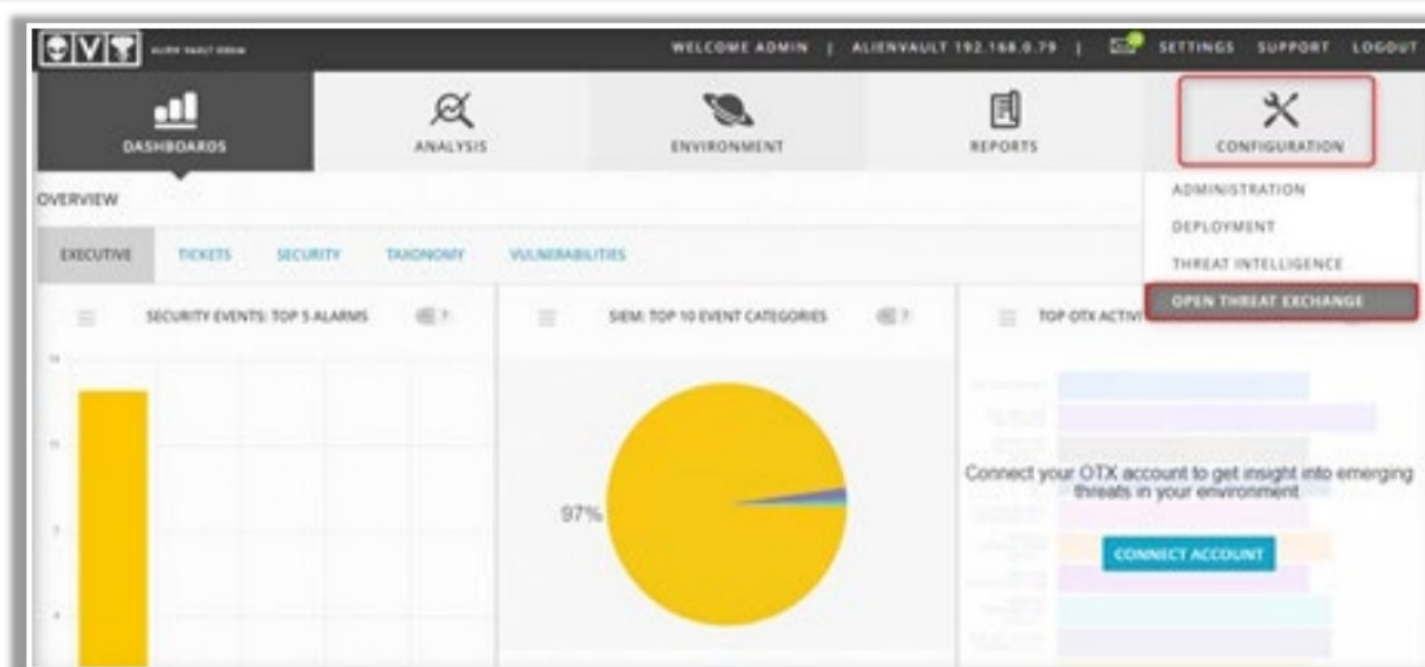 ALIEN VAULT OSSIM
WELCOME ADMIN | ALIENVAULT 192.168.0.79 | SETTINGS SUPPORT LOGOUT
DASHBOARDS
ANALYSIS
ENVIRONMENT
REPORTS
CONFIGURATION
OVERVIEW
ADMINISTRATION
DEPLOYMENT
THREAT INTELLIGENCE
OPEN THREAT EXCHANGE
EXECUTIVE TICKETS SECURITY TAXONOMY VULNERABILITIES
SECURITY EVENTS: TOP 5 ALARMS
SIEM: TOP 10 EVENT CATEGORIES
TOP OTX ACTIVI
97%
Connect your OTX account to get insight into emerging
threats in your environment
CONNECT ACCOUNT